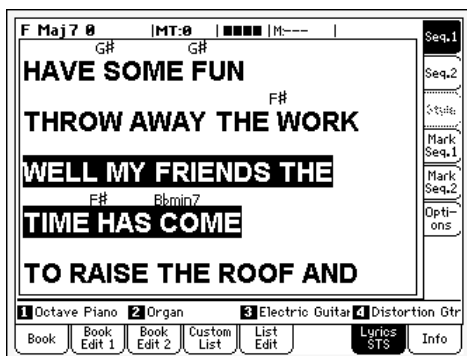 F Maj7 0 |MT:0 | |M:--- |
G# G#
HAVE SOME FUN
F#
THROW AWAY THE WORK
WELL MY FRIENDS THE
F# Bbmin7
TIME HAS COME
TO RAISE THE ROOF AND
1 Octave Piano 2 Organ 3 Electric Guitar 4 Distortion Gtr
Book
Book Edit 1
Book Edit 2
Custom List
List Edit
Lyrics STS
Info
Seq.1
Seq.2
Style
Mark Seq.1
Mark Seq.2
Opti-
ons